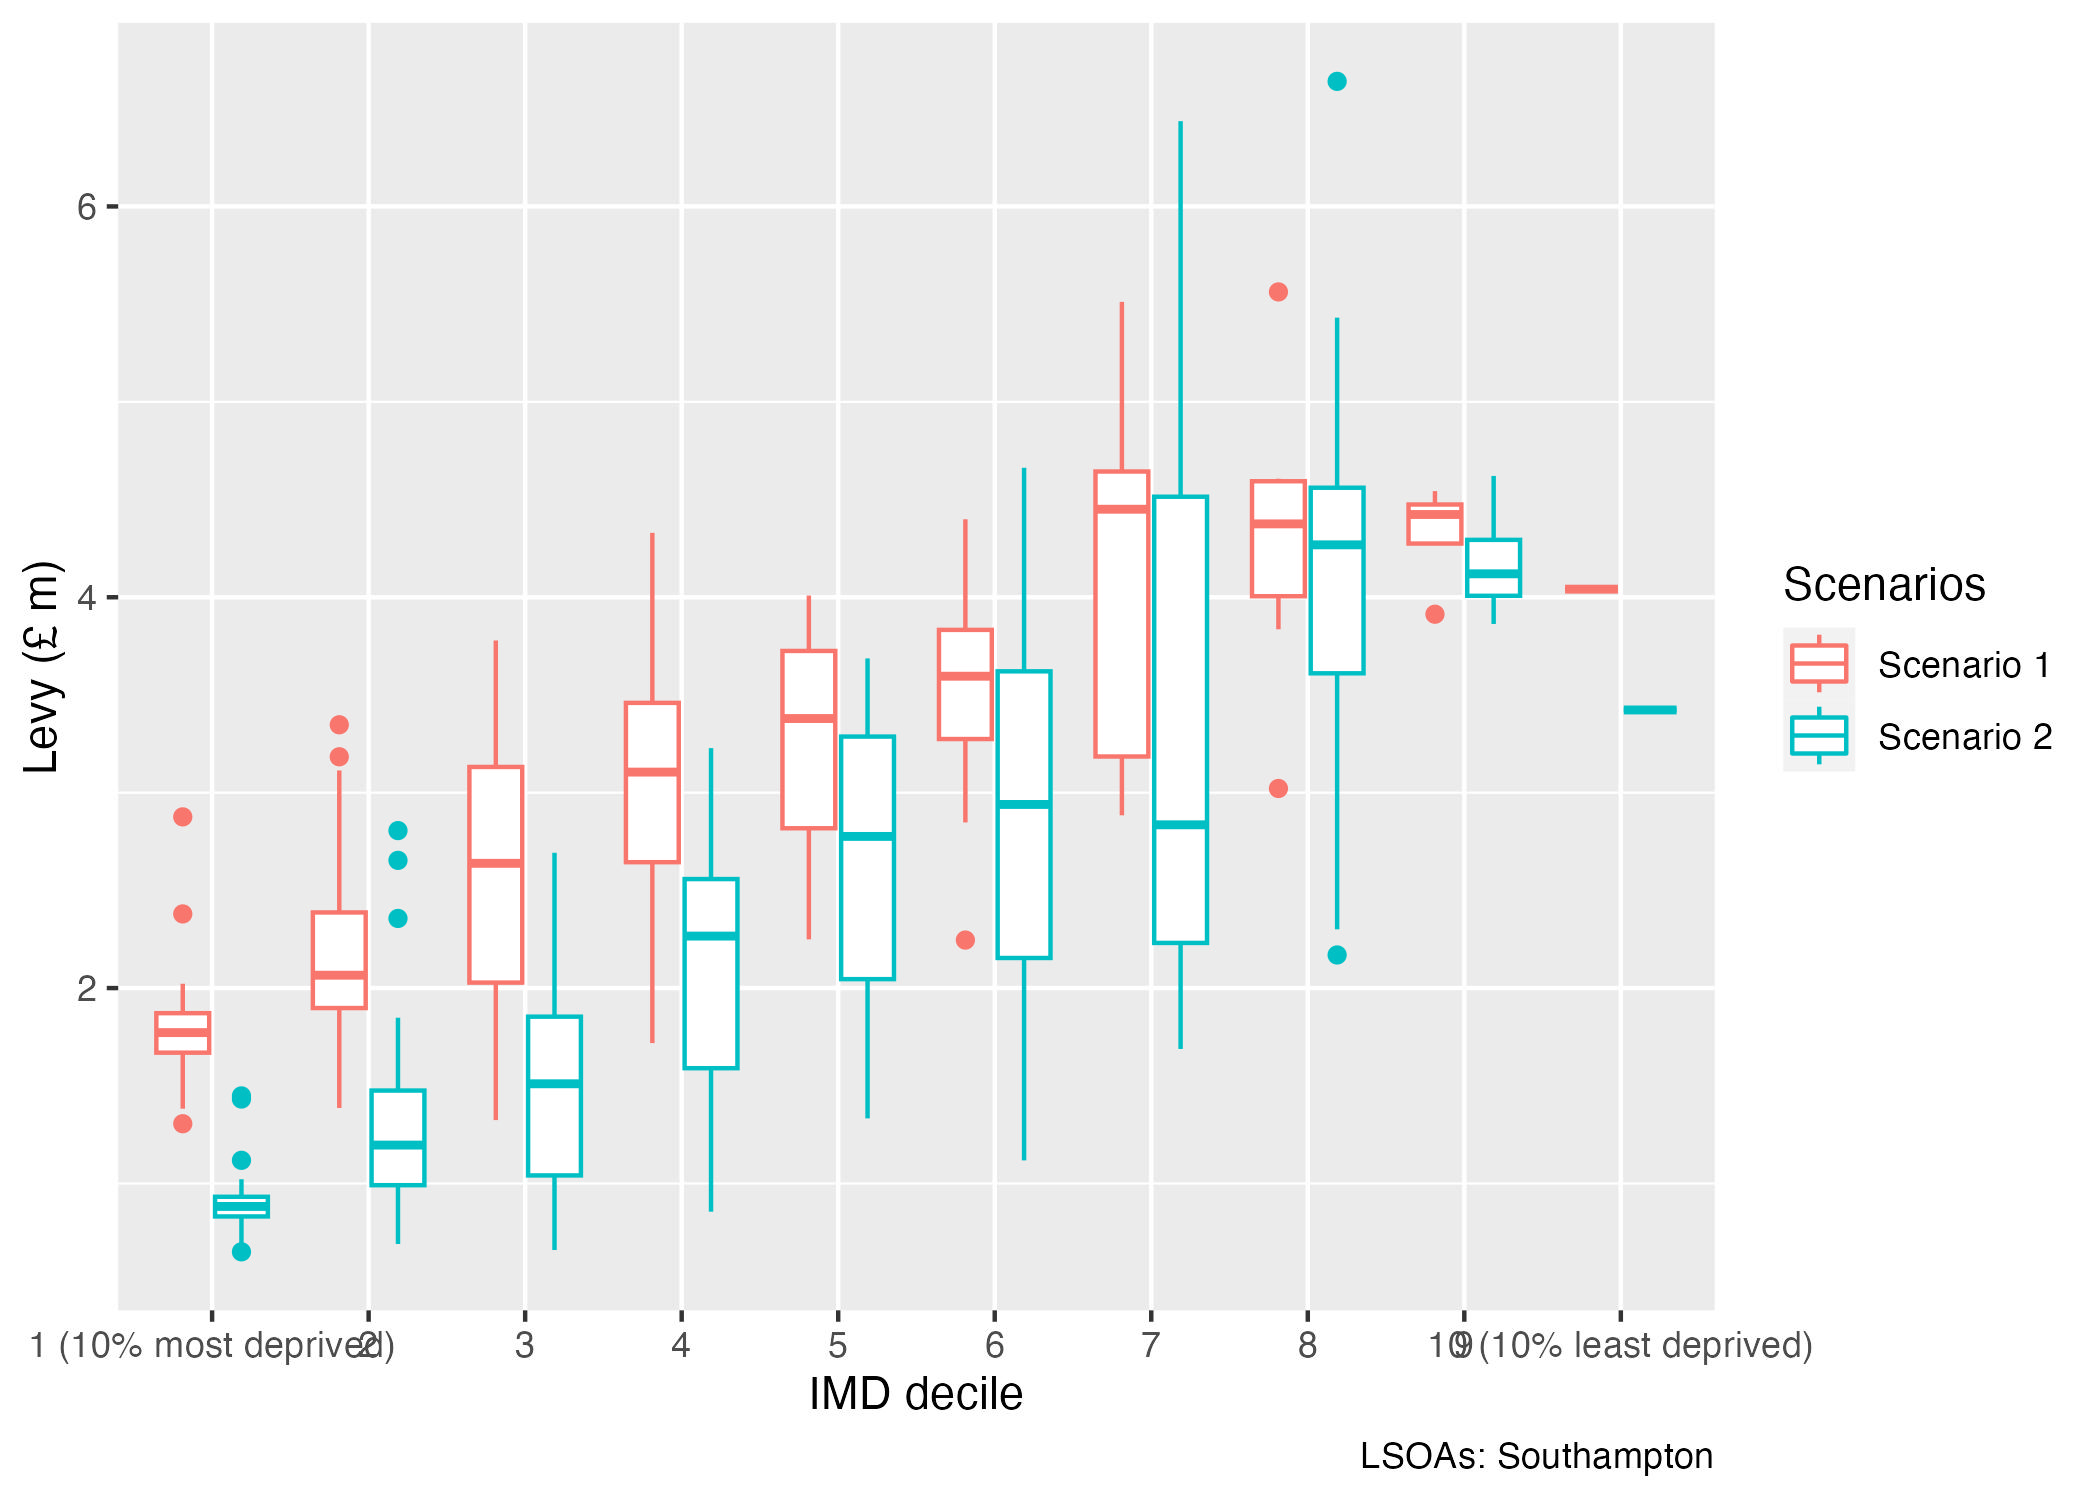 Levy (£ m)
6
4
2
1 (10% most deprived)
2
3
4
5
6
7
8
9
10 (10% least deprived)
IMD decile
Scenarios
Scenario 1
Scenario 2
LSOAs: Southampton